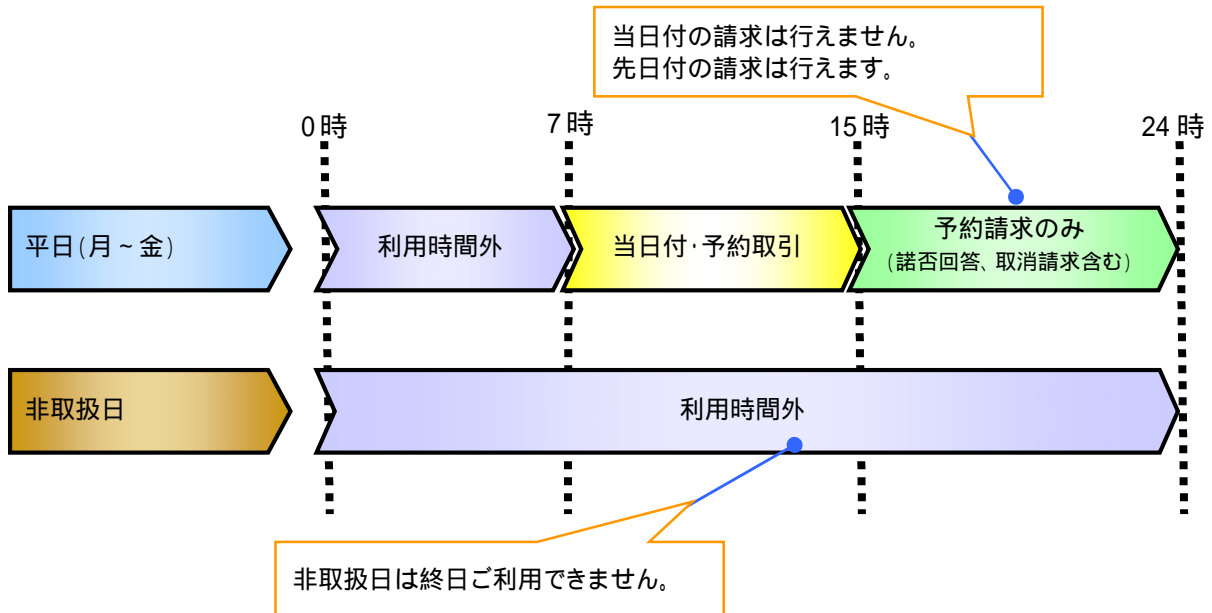 当日付の請求は行えません。
先日付の請求は行えます。
0時
7時
15時
24時
平日(月~金)
利用時間外
当日付・予約取引
予約請求のみ
(諾否回答、取消請求含む)
非取扱日
利用時間外
非取扱日は終日ご利用できません。